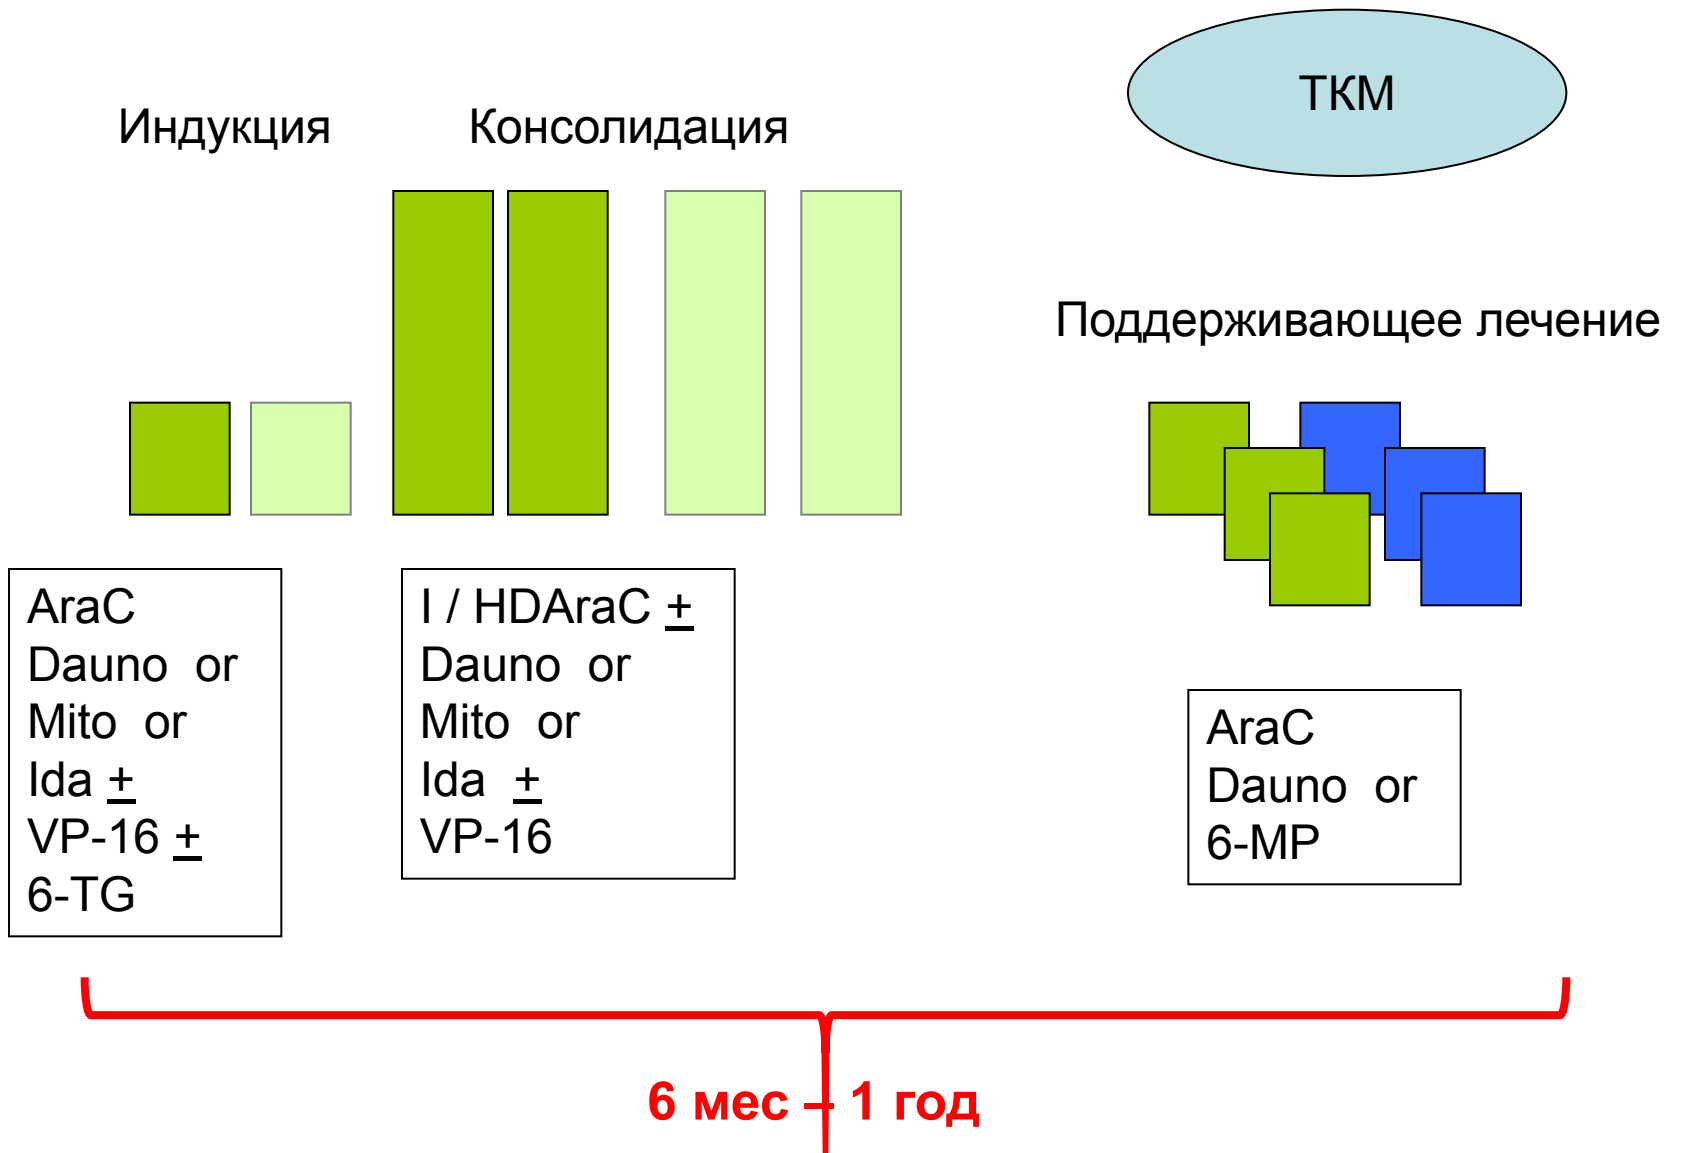 ТКМ
Индукция
Консолидация
Поддерживающее лечение
AraC
Dauno or
Mito or
Ida +
VP-16 +
6-TG
I / HDAraC +
Dauno or
Mito or
Ida +
VP-16
AraC
Dauno or
6-MP
6 мес – 1 год